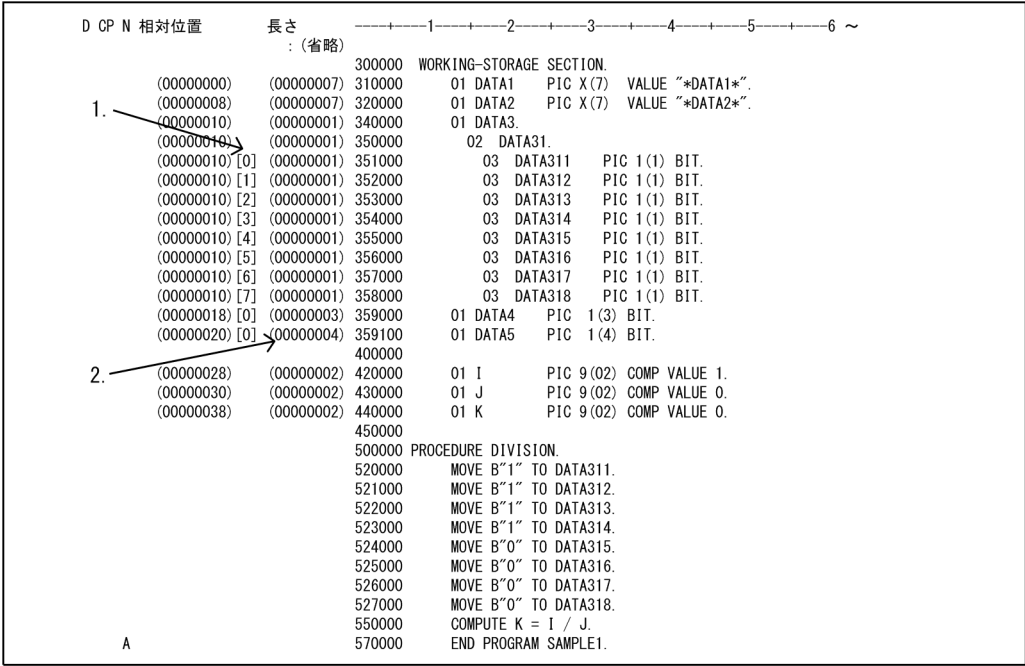 D CP N 相対位置 長さ ----+----1----+----2----+----3----+----4----+----5----+----6 ～
:(省略)
300000 WORKING-STORAGE SECTION.
(00000000) (00000007) 310000 01 DATA1 PIC X(7) VALUE "*DATA1*".
(00000008) (00000007) 320000 01 DATA2 PIC X(7) VALUE "*DATA2*".
1.
(00000010) (00000001) 340000 01 DATA3.
(00000010) (00000001) 350000 02 DATA31.
(00000010)[0] (00000001) 351000 03 DATA311 PIC 1(1) BIT.
(00000010)[1] (00000001) 352000 03 DATA312 PIC 1(1) BIT.
(00000010)[2] (00000001) 353000 03 DATA313 PIC 1(1) BIT.
(00000010)[3] (00000001) 354000 03 DATA314 PIC 1(1) BIT.
(00000010)[4] (00000001) 355000 03 DATA315 PIC 1(1) BIT.
(00000010)[5] (00000001) 356000 03 DATA316 PIC 1(1) BIT.
(00000010)[6] (00000001) 357000 03 DATA317 PIC 1(1) BIT.
(00000010)[7] (00000001) 358000 03 DATA318 PIC 1(1) BIT.
(00000018)[0] (00000003) 359000 01 DATA4 PIC 1(3) BIT.
(00000020)[0] (00000004) 359100 01 DATA5 PIC 1(4) BIT.
400000
2.
(00000028) (00000002) 420000 01 I PIC 9(02) COMP VALUE 1.
(00000030) (00000002) 430000 01 J PIC 9(02) COMP VALUE 0.
(00000038) (00000002) 440000 01 K PIC 9(02) COMP VALUE 0.
450000
500000 PROCEDURE DIVISION.
520000 MOVE B"1" TO DATA311.
521000 MOVE B"1" TO DATA312.
522000 MOVE B"1" TO DATA313.
523000 MOVE B"1" TO DATA314.
524000 MOVE B"0" TO DATA315.
525000 MOVE B"0" TO DATA316.
526000 MOVE B"0" TO DATA317.
527000 MOVE B"0" TO DATA318.
550000 COMPUTE K = I / J.
A 570000 END PROGRAM SAMPLE1.